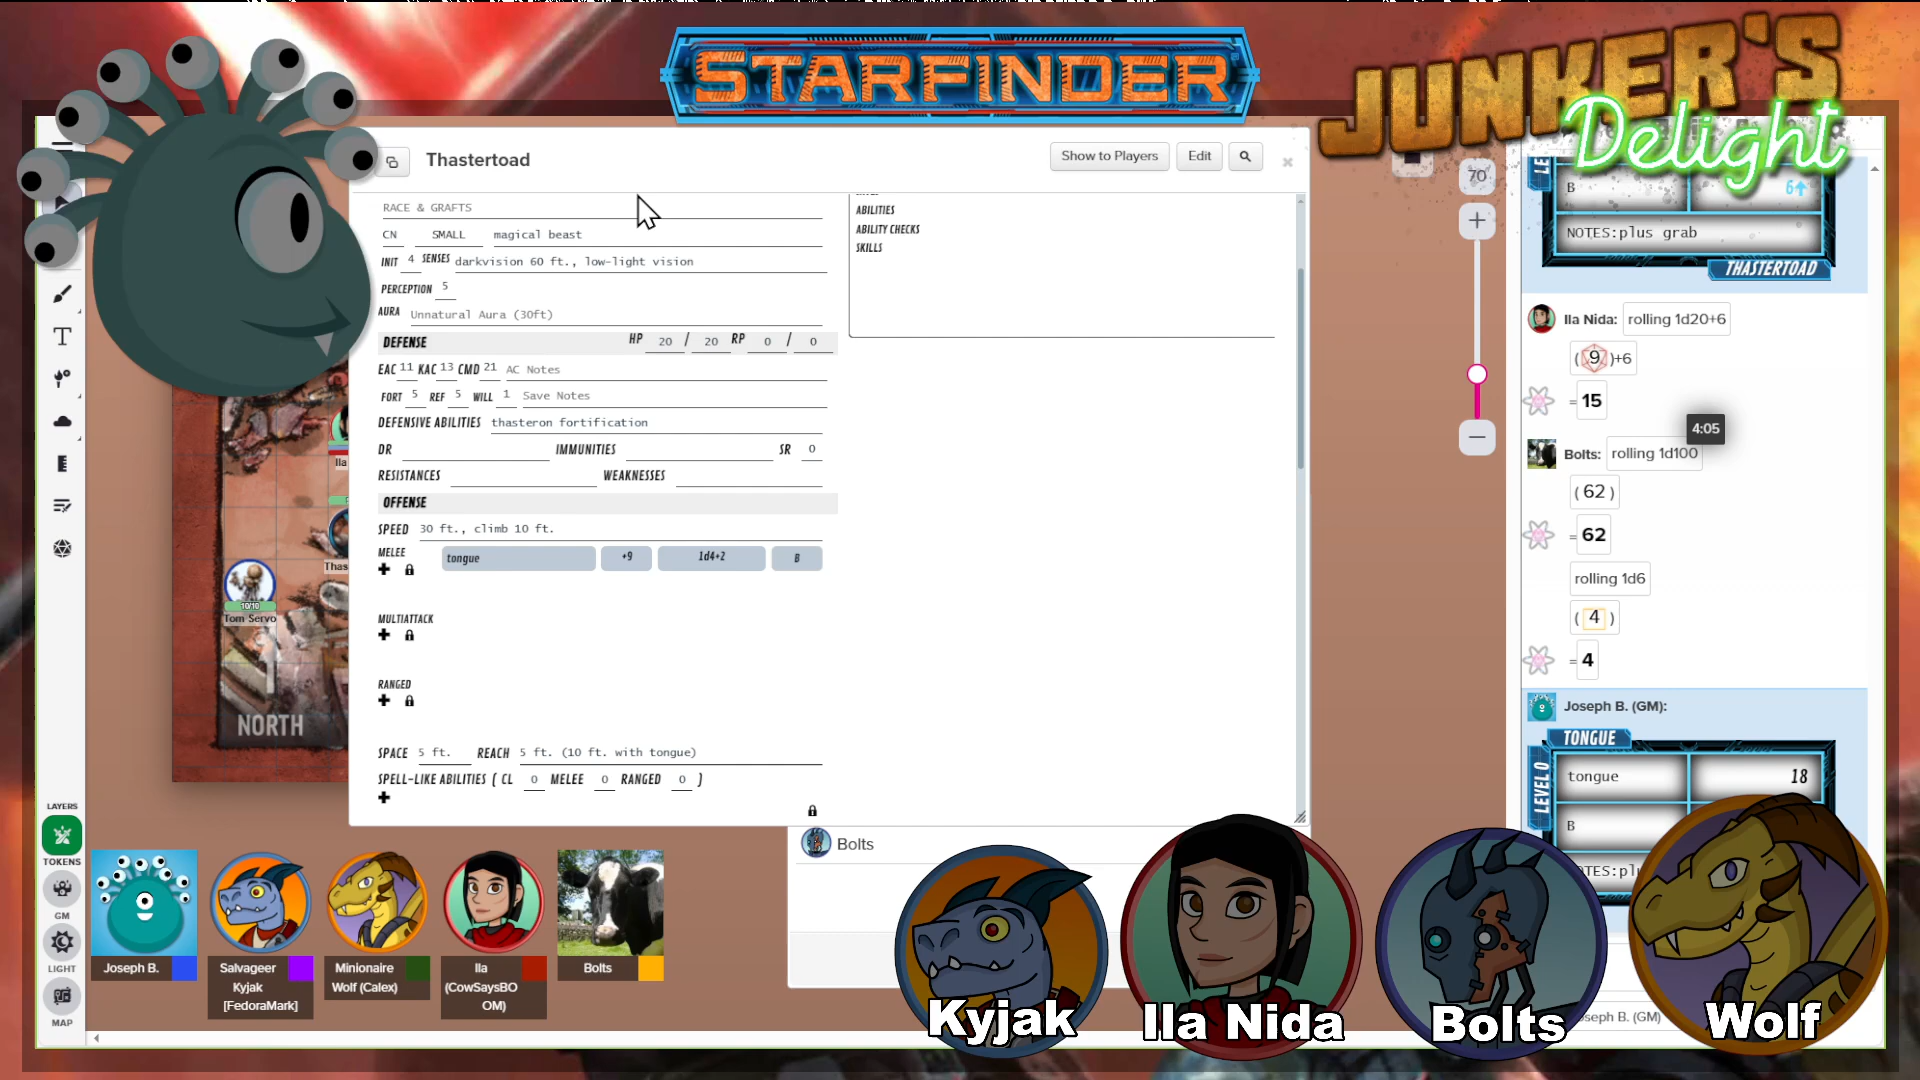 STARFINDER
JUNKER'S
Delight
Thastertoad
Show to Players
Edit
RACE & GRAFTS
CN SMALL magical beast
INIT 4 SENSES darkvision 60 ft., low-light vision
PERCEPTION 5
AURA Unnatural Aura (30ft)
DEFENSE HP 20 / 20 RP 0 / 0
EAC 11 KAC 13 CMD 21 AC Notes
FORT 5 REF 5 WILL 1 Save Notes
DEFENSIVE ABILITIES thasteron fortification
DR IMMUNITIES SR 0
RESISTANCES WEAKNESSES
OFFENSE
SPEED 30 ft., climb 10 ft.
MELEE
tongue +9 1d4+2 B
MULTIATTACK
RANGED
SPACE 5 ft. REACH 5 ft. (10 ft. with tongue)
SPELL-LIKE ABILITIES ( CL 0 MELEE 0 RANGED 0 )
ABILITIES
ABILITY CHECKS
SKILLS
70
Ila
Thas
10/10
Tom Servo
NORTH
LAYERS
TOKENS
GM
LIGHT
MAP
B 6
NOTES:plus grab
THASTERTOAD
Ila Nida: rolling 1d20+6
(9)+6
=15
4:05
Bolts: rolling 1d100
(62)
=62
rolling 1d6
(4)
=4
Joseph B. (GM):
TONGUE
LEVEL 0
tongue 18
B
Bolts
Joseph B.
Salvageer
Kyjak
[FedoraMark]
Minionaire
Wolf (Calex)
Ila
(CowSaysBO
OM)
Bolts
seph B. (GM)
Kyjak
Ila Nida
Bolts
Wolf